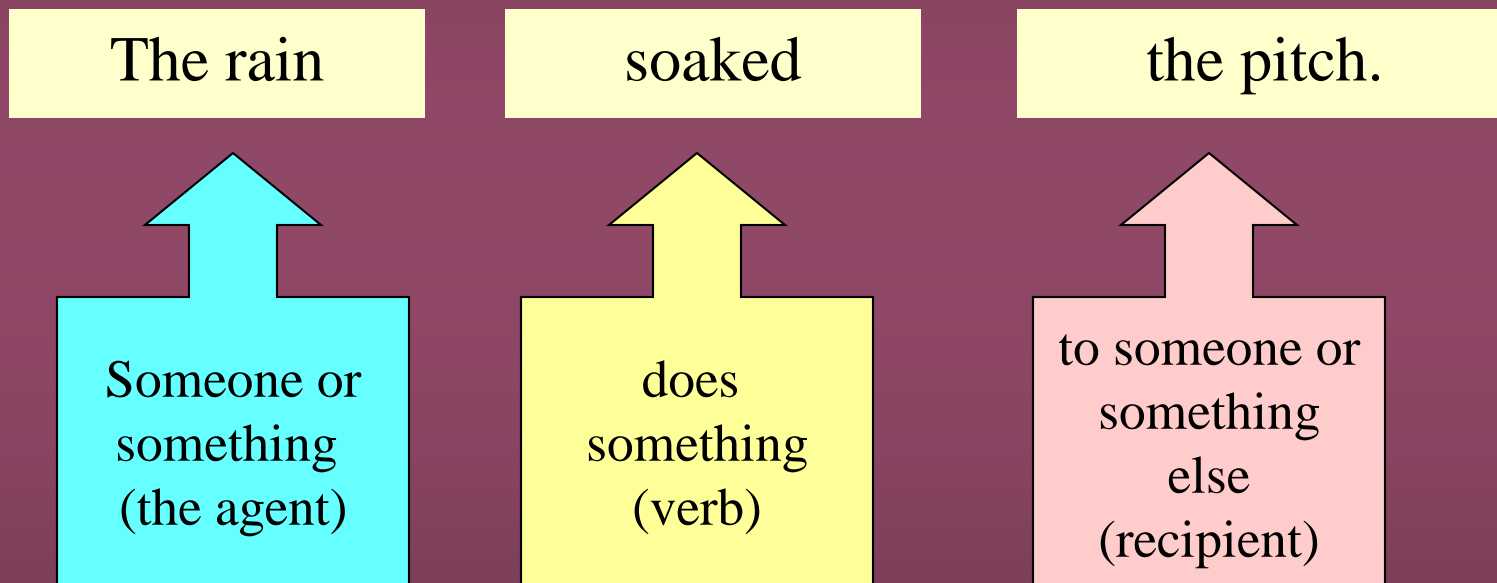 The rain
soaked
the pitch.
Someone or
something
(the agent)
does
something
(verb)
to someone or
something
else
(recipient)